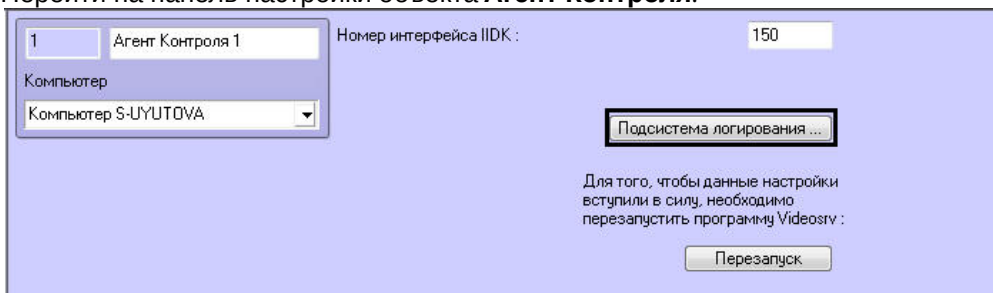 Перейти на панель настройки объекта Агент Контроля.
1 Агент Контроля 1
Номер интерфейса IIDK : 150
Компьютер
Компьютер S-UYUTOVA
Подсистема логирования ...
Для того, чтобы данные настройки
вступили в силу, необходимо
перезапустить программу Videosrv :
Перезапуск